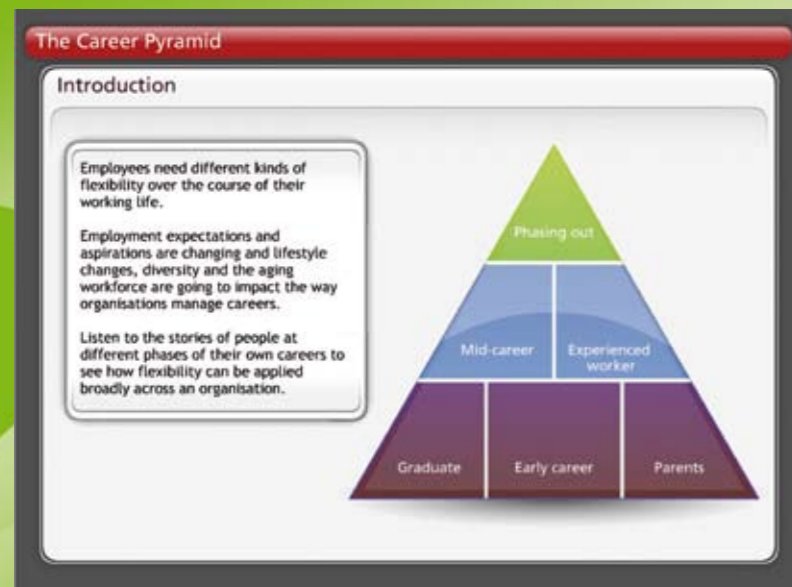 The Career Pyramid
Introduction
Employees need different kinds of
flexibility over the course of their
working life.
Employment expectations and
aspirations are changing and lifestyle
changes, diversity and the aging
workforce are going to impact the way
organisations manage careers.
Listen to the stories of people at
different phases of their own careers to
see how flexibility can be applied
broadly across an organisation.
Phasing out
Mid-career
Experienced
worker
Graduate
Early career
Parents